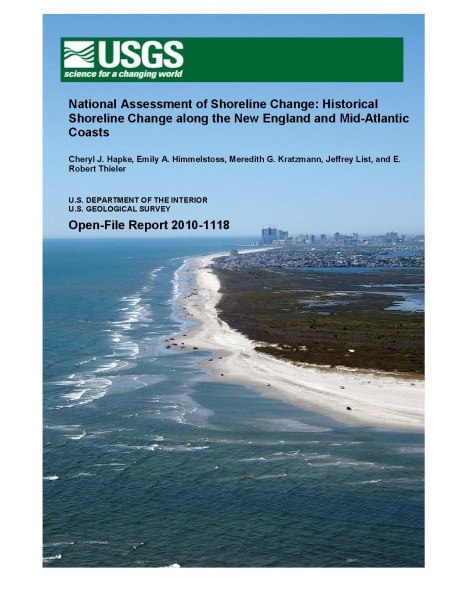 USGS
science for a changing world
National Assessment of Shoreline Change: Historical
Shoreline Change along the New England and Mid-Atlantic
Coasts
Cheryl J. Hapke, Emily A. Himmelstoss, Meredith G. Kratzmann, Jeffrey List, and E.
Robert Thieler
U.S. DEPARTMENT OF THE INTERIOR
U.S. GEOLOGICAL SURVEY
Open-File Report 2010-1118